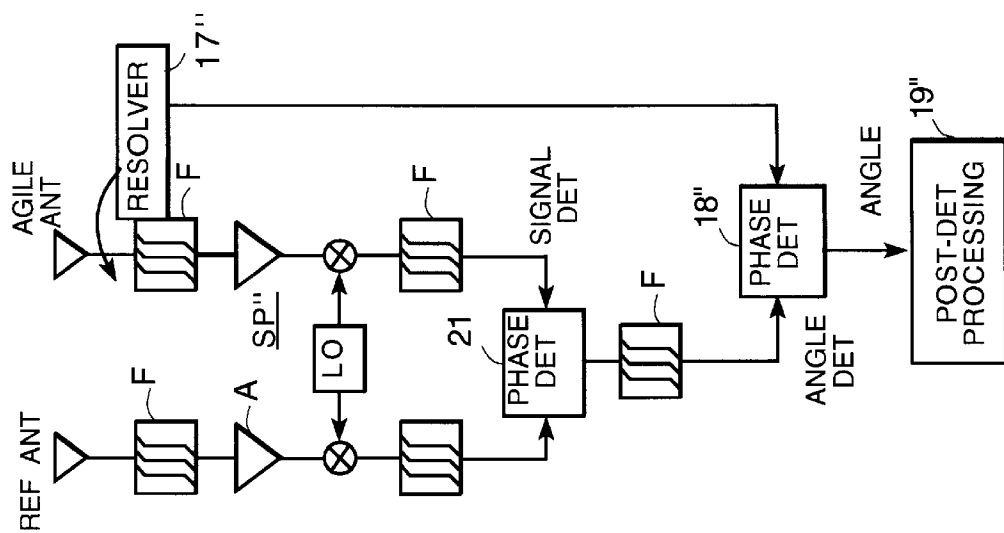 REF ANT
AGILE
ANT
RESOLVER
17"
F
F
A
SP"
LO
F
SIGNAL
DET
21
PHASE
DET
F
18"
PHASE
DET
ANGLE
DET
ANGLE
19"
POST-DET
PROCESSING